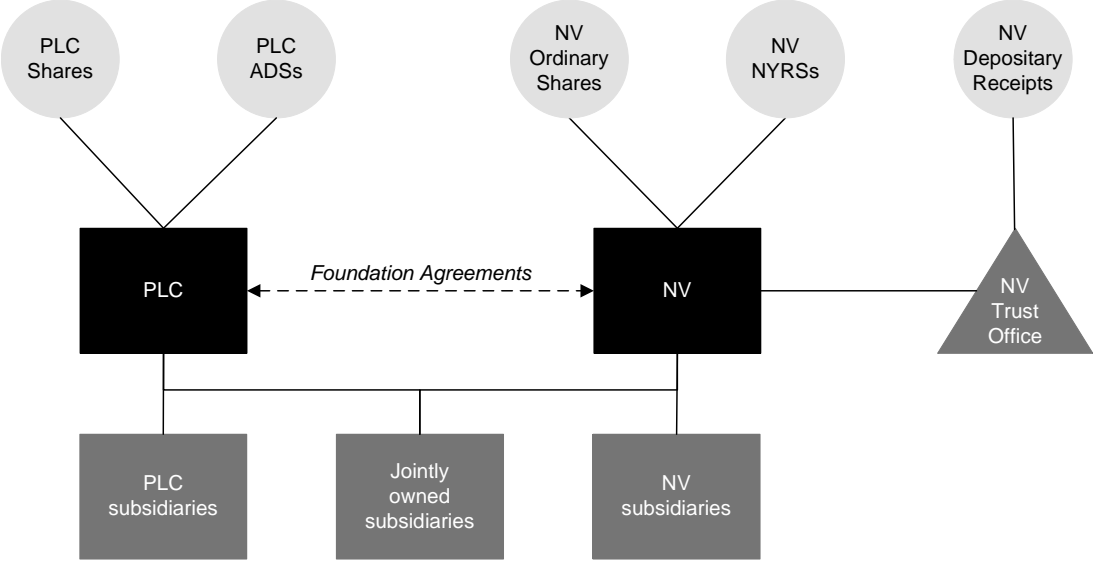 PLC
Shares
PLC
ADSs
NV
Ordinary
Shares
NV
NYRSs
NV
Depositary
Receipts
PLC
Foundation Agreements
NV
NV
Trust
Office
PLC
subsidiaries
Jointly
owned
subsidiaries
NV
subsidiaries